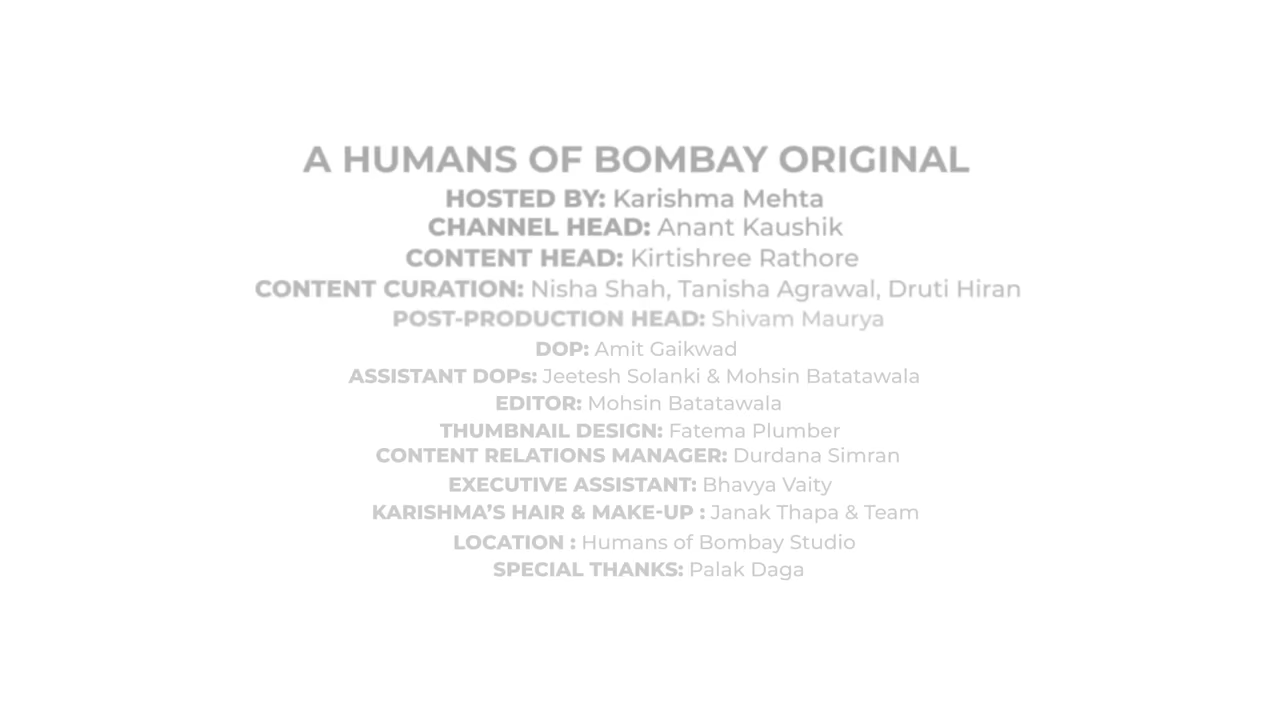 A HUMANS OF BOMBAY ORIGINAL
HOSTED BY: Karishma Mehta
CHANNEL HEAD: Anant Kaushik
CONTENT HEAD: Kirtishree Rathore
CONTENT CURATION: Nisha Shah, Tanisha Agrawal, Druti Hiran
POST-PRODUCTION HEAD: Shivam Maurya
DOP: Amit Gaikwad
ASSISTANT DOPs: Jeetesh Solanki & Mohsin Batatawala
EDITOR: Mohsin Batatawala
THUMBNAIL DESIGN: Fatema Plumber
CONTENT RELATIONS MANAGER: Durdana Simran
EXECUTIVE ASSISTANT: Bhavya Vaity
KARISHMA’S HAIR & MAKE-UP : Janak Thapa & Team
LOCATION : Humans of Bombay Studio
SPECIAL THANKS: Palak Daga